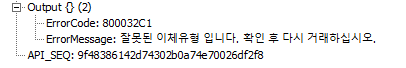 Output {} (2)
ErrorCode: 800032C1
ErrorMessage: 잘못된 이체유형 입니다. 확인 후 다시 거래하십시오.
API_SEQ: 9f48386142d74302b0a74e70026df2f8